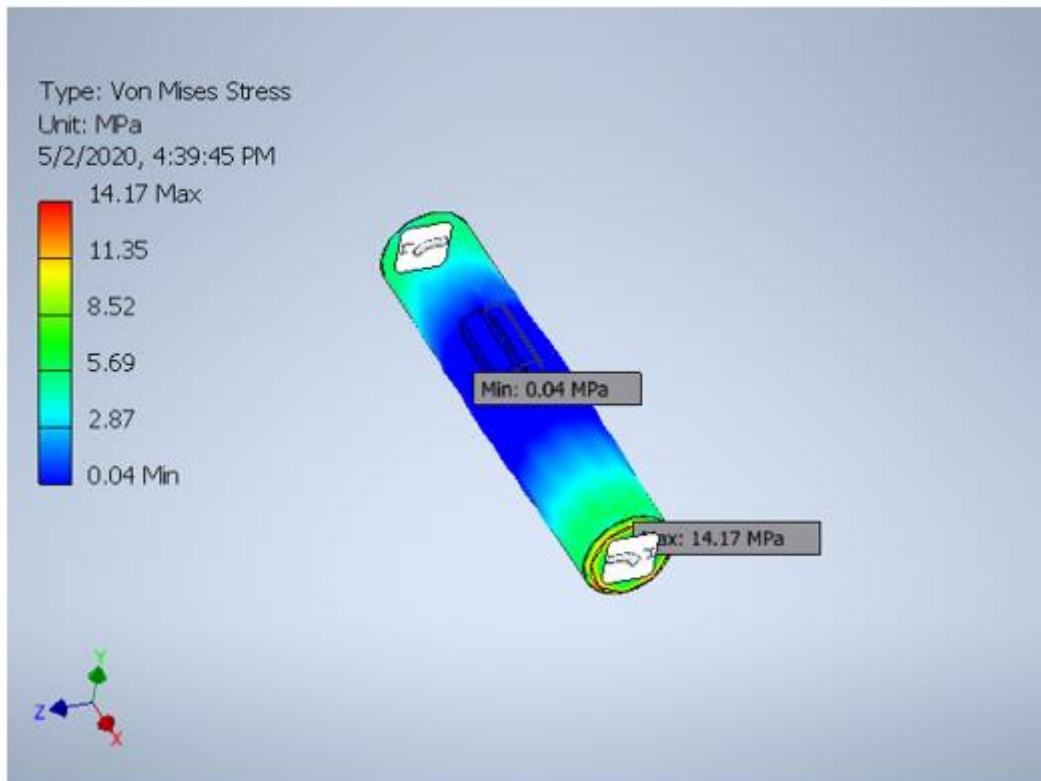 Type: Von Mises Stress
Unit: MPa
5/2/2020, 4:39:45 PM
14.17 Max
11.35
8.52
5.69
2.87
0.04 Min
Min: 0.04 MPa
Max: 14.17 MPa
Y
Z
X